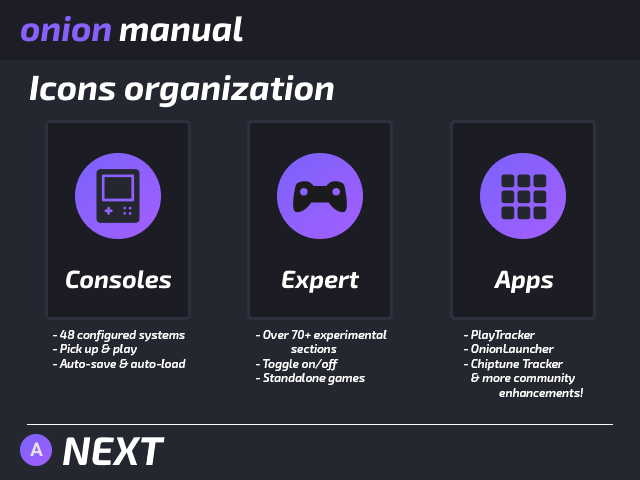 onion manual
Icons organization
Consoles
- 48 configured systems
- Pick up & play
- Auto-save & auto-load
Expert
- Over 70+ experimental
sections
- Toggle on/off
- Standalone games
Apps
- PlayTracker
- OnionLauncher
- Chiptune Tracker
& more community
enhancements!
A NEXT